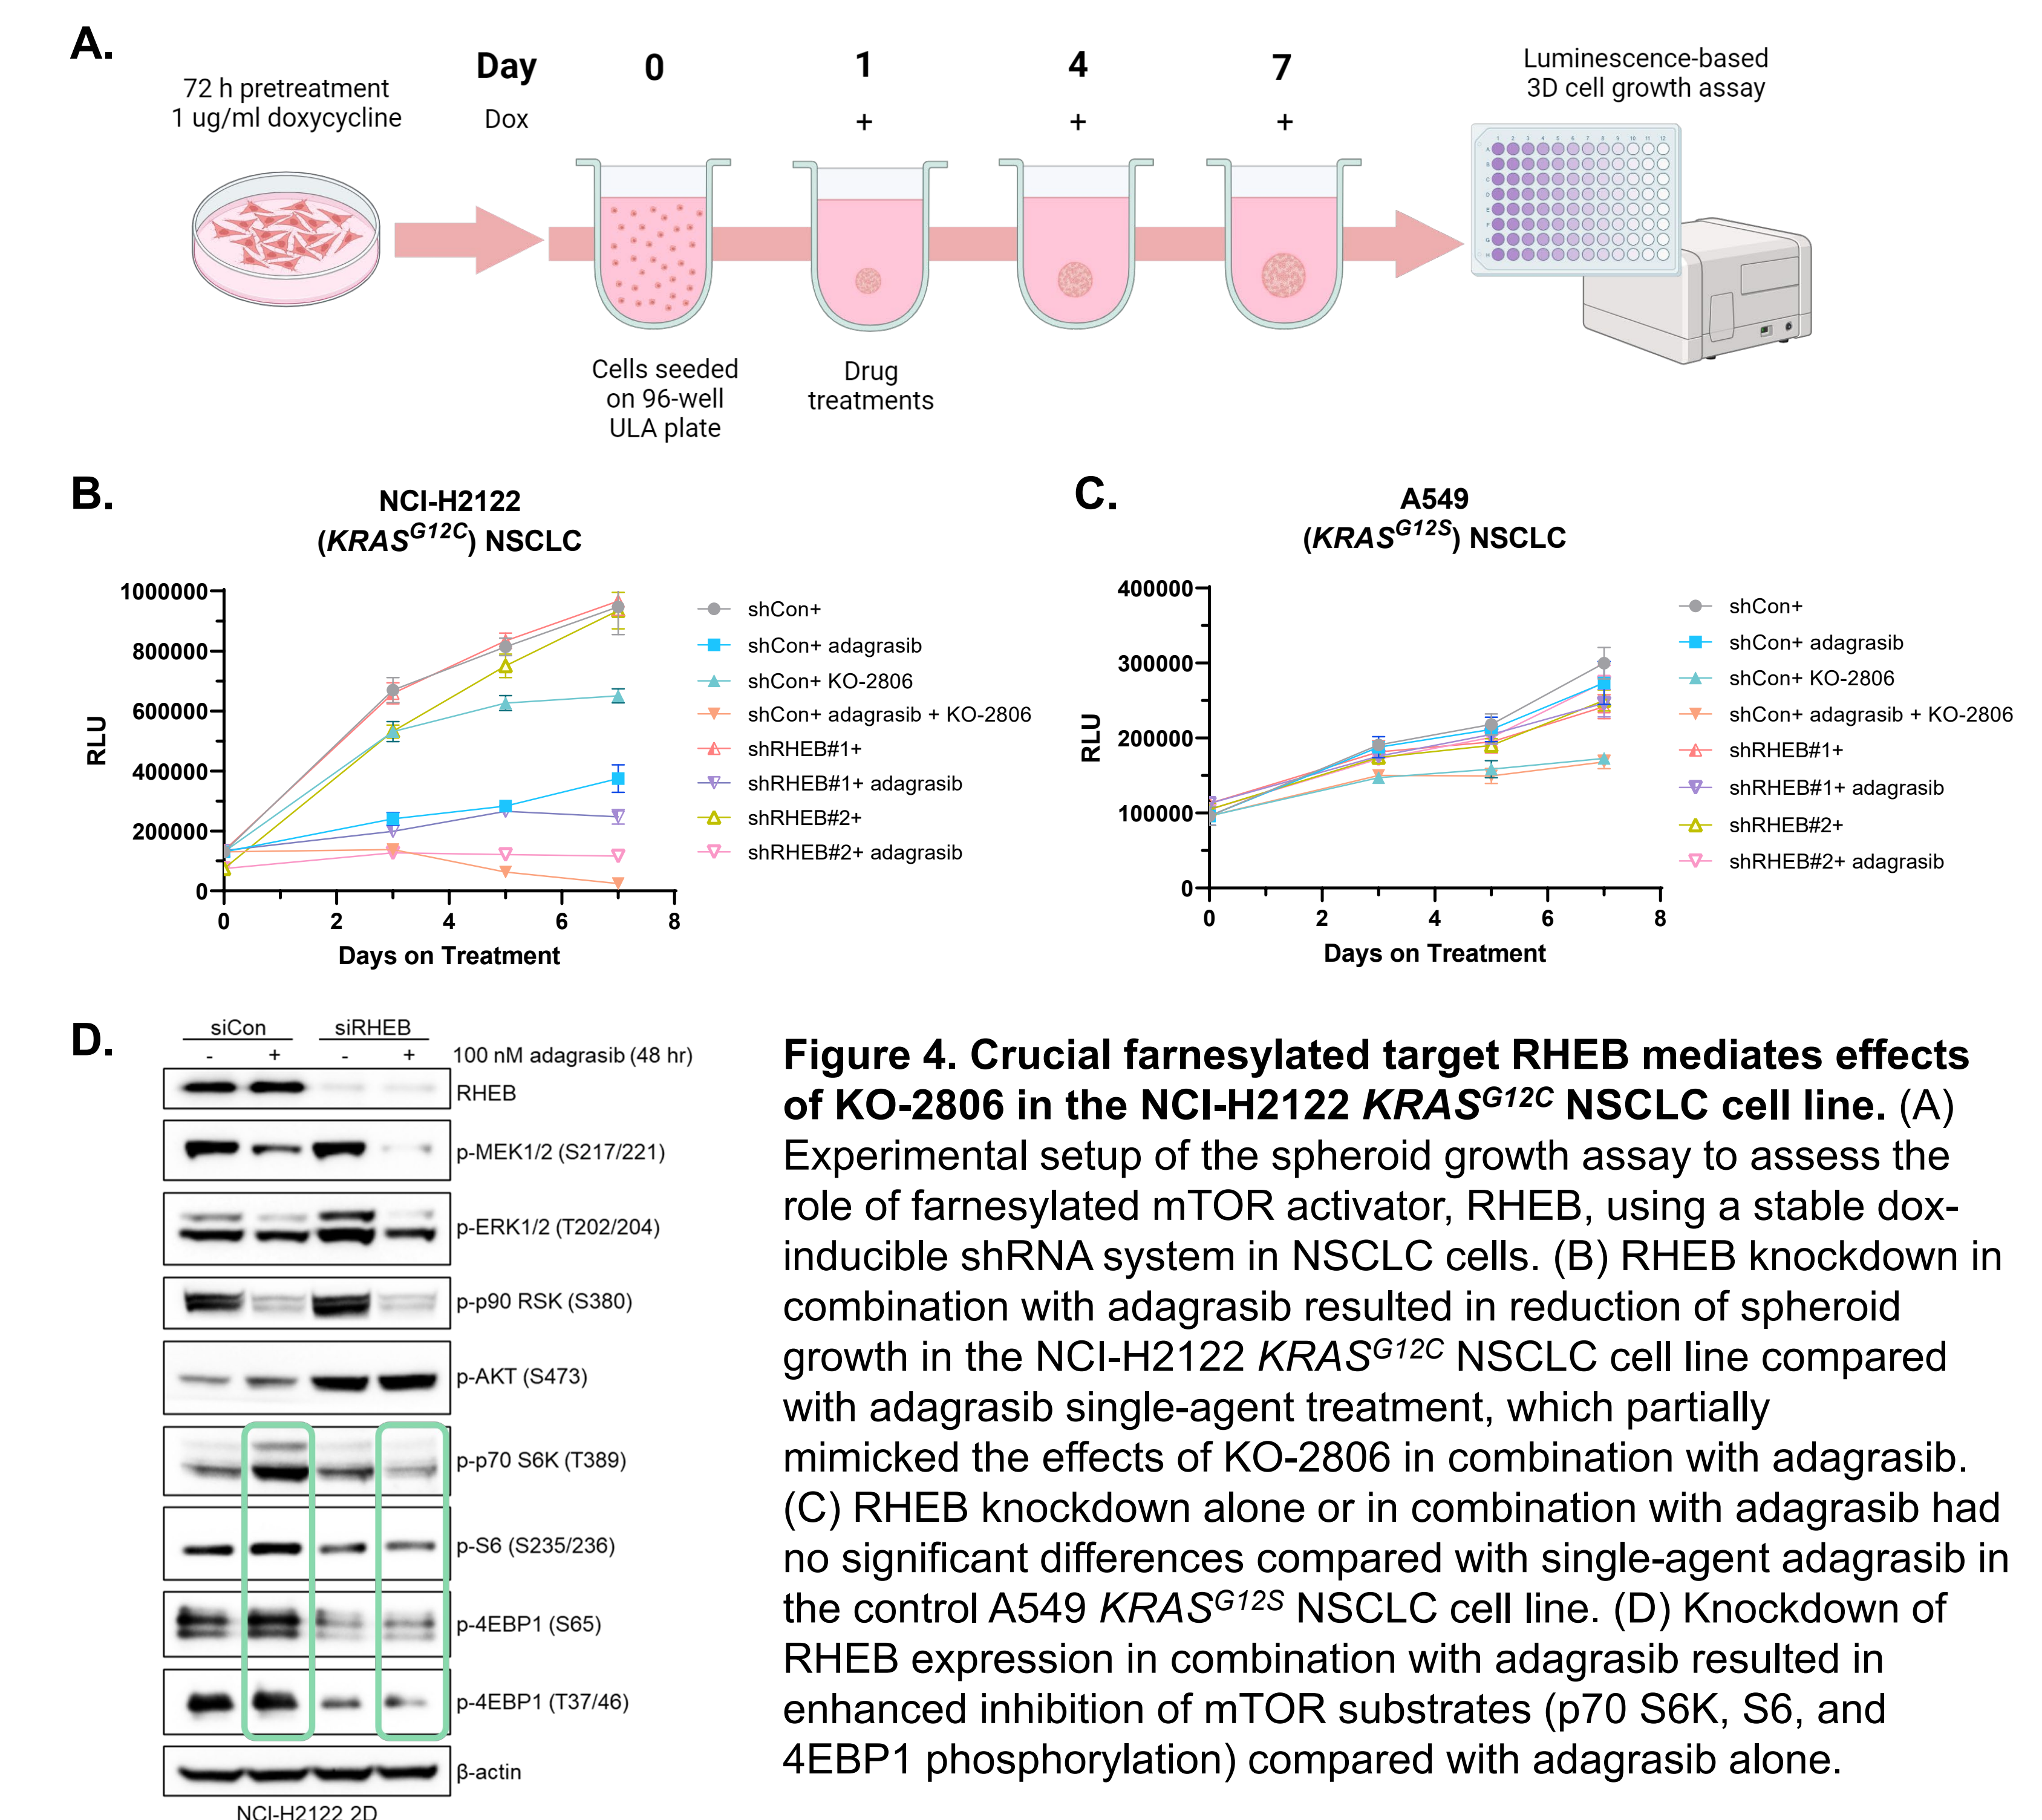 A.
72 h pretreatment
1 ug/ml doxycycline
Day 0 1 4 7
Dox + + +
Luminescence-based
3D cell growth assay
Cells seeded
on 96-well
ULA plate
Drug
treatments
B.
NCI-H2122
(KRAS^G12C) NSCLC
1000000
800000
600000
400000
200000
0
RLU
0 2 4 6 8
Days on Treatment
shCon+
shCon+ adagrasib
shCon+ KO-2806
shCon+ adagrasib + KO-2806
shRHEB#1+
shRHEB#1+ adagrasib
shRHEB#2+
shRHEB#2+ adagrasib
C.
A549
(KRAS^G12S) NSCLC
400000
300000
200000
100000
0
RLU
0 2 4 6 8
Days on Treatment
shCon+
shCon+ adagrasib
shCon+ KO-2806
shCon+ adagrasib + KO-2806
shRHEB#1+
shRHEB#1+ adagrasib
shRHEB#2+
shRHEB#2+ adagrasib
D.
siCon siRHEB
- + - + 100 nM adagrasib (48 hr)
RHEB
p-MEK1/2 (S217/221)
p-ERK1/2 (T202/204)
p-p90 RSK (S380)
p-AKT (S473)
p-p70 S6K (T389)
p-S6 (S235/236)
p-4EBP1 (S65)
p-4EBP1 (T37/46)
β-actin
NCI-H2122 2D
Figure 4. Crucial farnesylated target RHEB mediates effects
of KO-2806 in the NCI-H2122 KRAS^G12C NSCLC cell line. (A)
Experimental setup of the spheroid growth assay to assess the
role of farnesylated mTOR activator, RHEB, using a stable dox-
inducible shRNA system in NSCLC cells. (B) RHEB knockdown in
combination with adagrasib resulted in reduction of spheroid
growth in the NCI-H2122 KRAS^G12C NSCLC cell line compared
with adagrasib single-agent treatment, which partially
mimicked the effects of KO-2806 in combination with adagrasib.
(C) RHEB knockdown alone or in combination with adagrasib had
no significant differences compared with single-agent adagrasib in
the control A549 KRAS^G12S NSCLC cell line. (D) Knockdown of
RHEB expression in combination with adagrasib resulted in
enhanced inhibition of mTOR substrates (p70 S6K, S6, and
4EBP1 phosphorylation) compared with adagrasib alone.